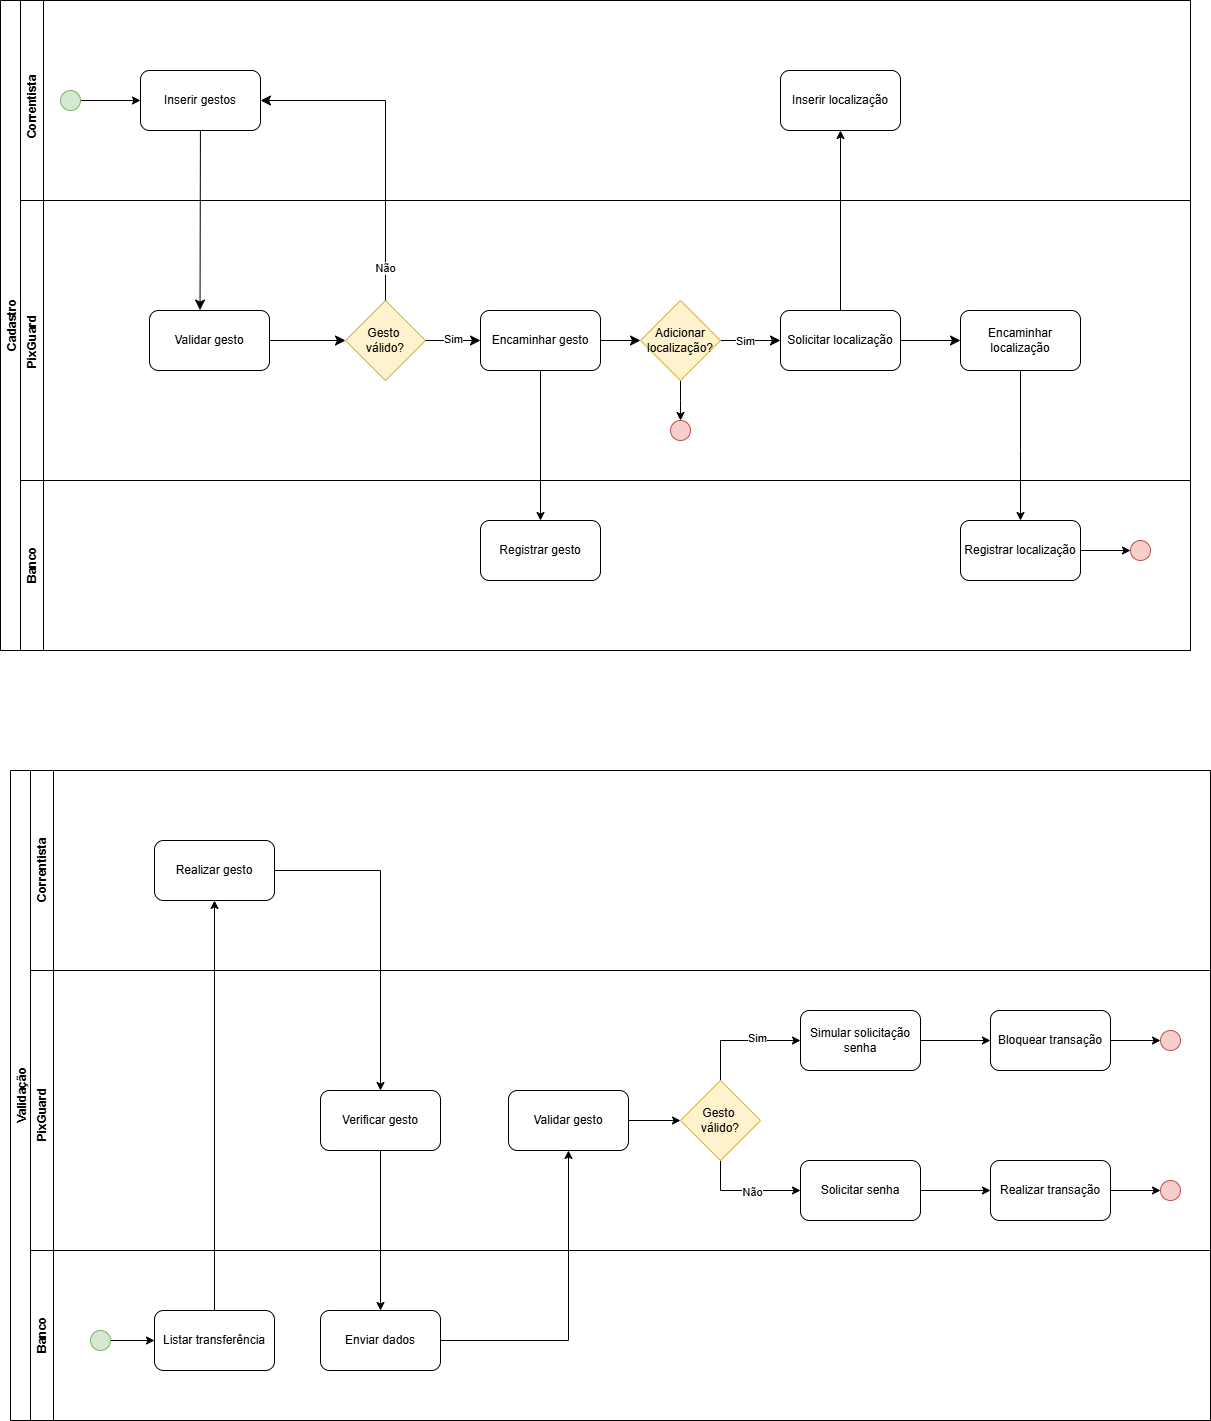 Cadastro
Correntista
Inserir gestos
Inserir localização
Não
PixGuard
Validar gesto
Gesto
válido?
Sim
Encaminhar gesto
Adicionar
localização?
Sim
Solicitar localização
Encaminhar
localização
Banco
Registrar gesto
Registrar localização
Validação
Correntista
Realizar gesto
PixGuard
Verificar gesto
Validar gesto
Gesto
válido?
Sim
Simular solicitação
senha
Bloquear transação
Não
Solicitar senha
Realizar transação
Banco
Listar transferência
Enviar dados